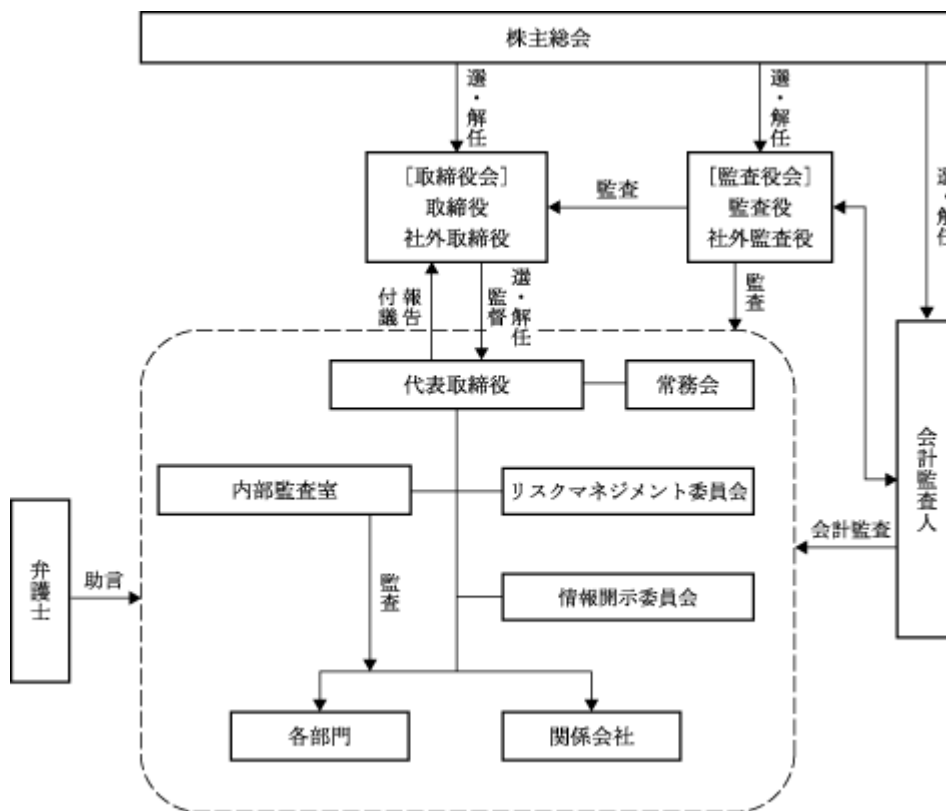 株主総会
選・解任
選・解任
選・解任
［取締役会］
取締役
社外取締役
監査
［監査役会］
監査役
社外監査役
付議
報告
監督
選・解任
監査
代表取締役
常務会
内部監査室
リスクマネジメント委員会
会計監査人
会計監査
弁護士
助言
監査
情報開示委員会
各部門
関係会社